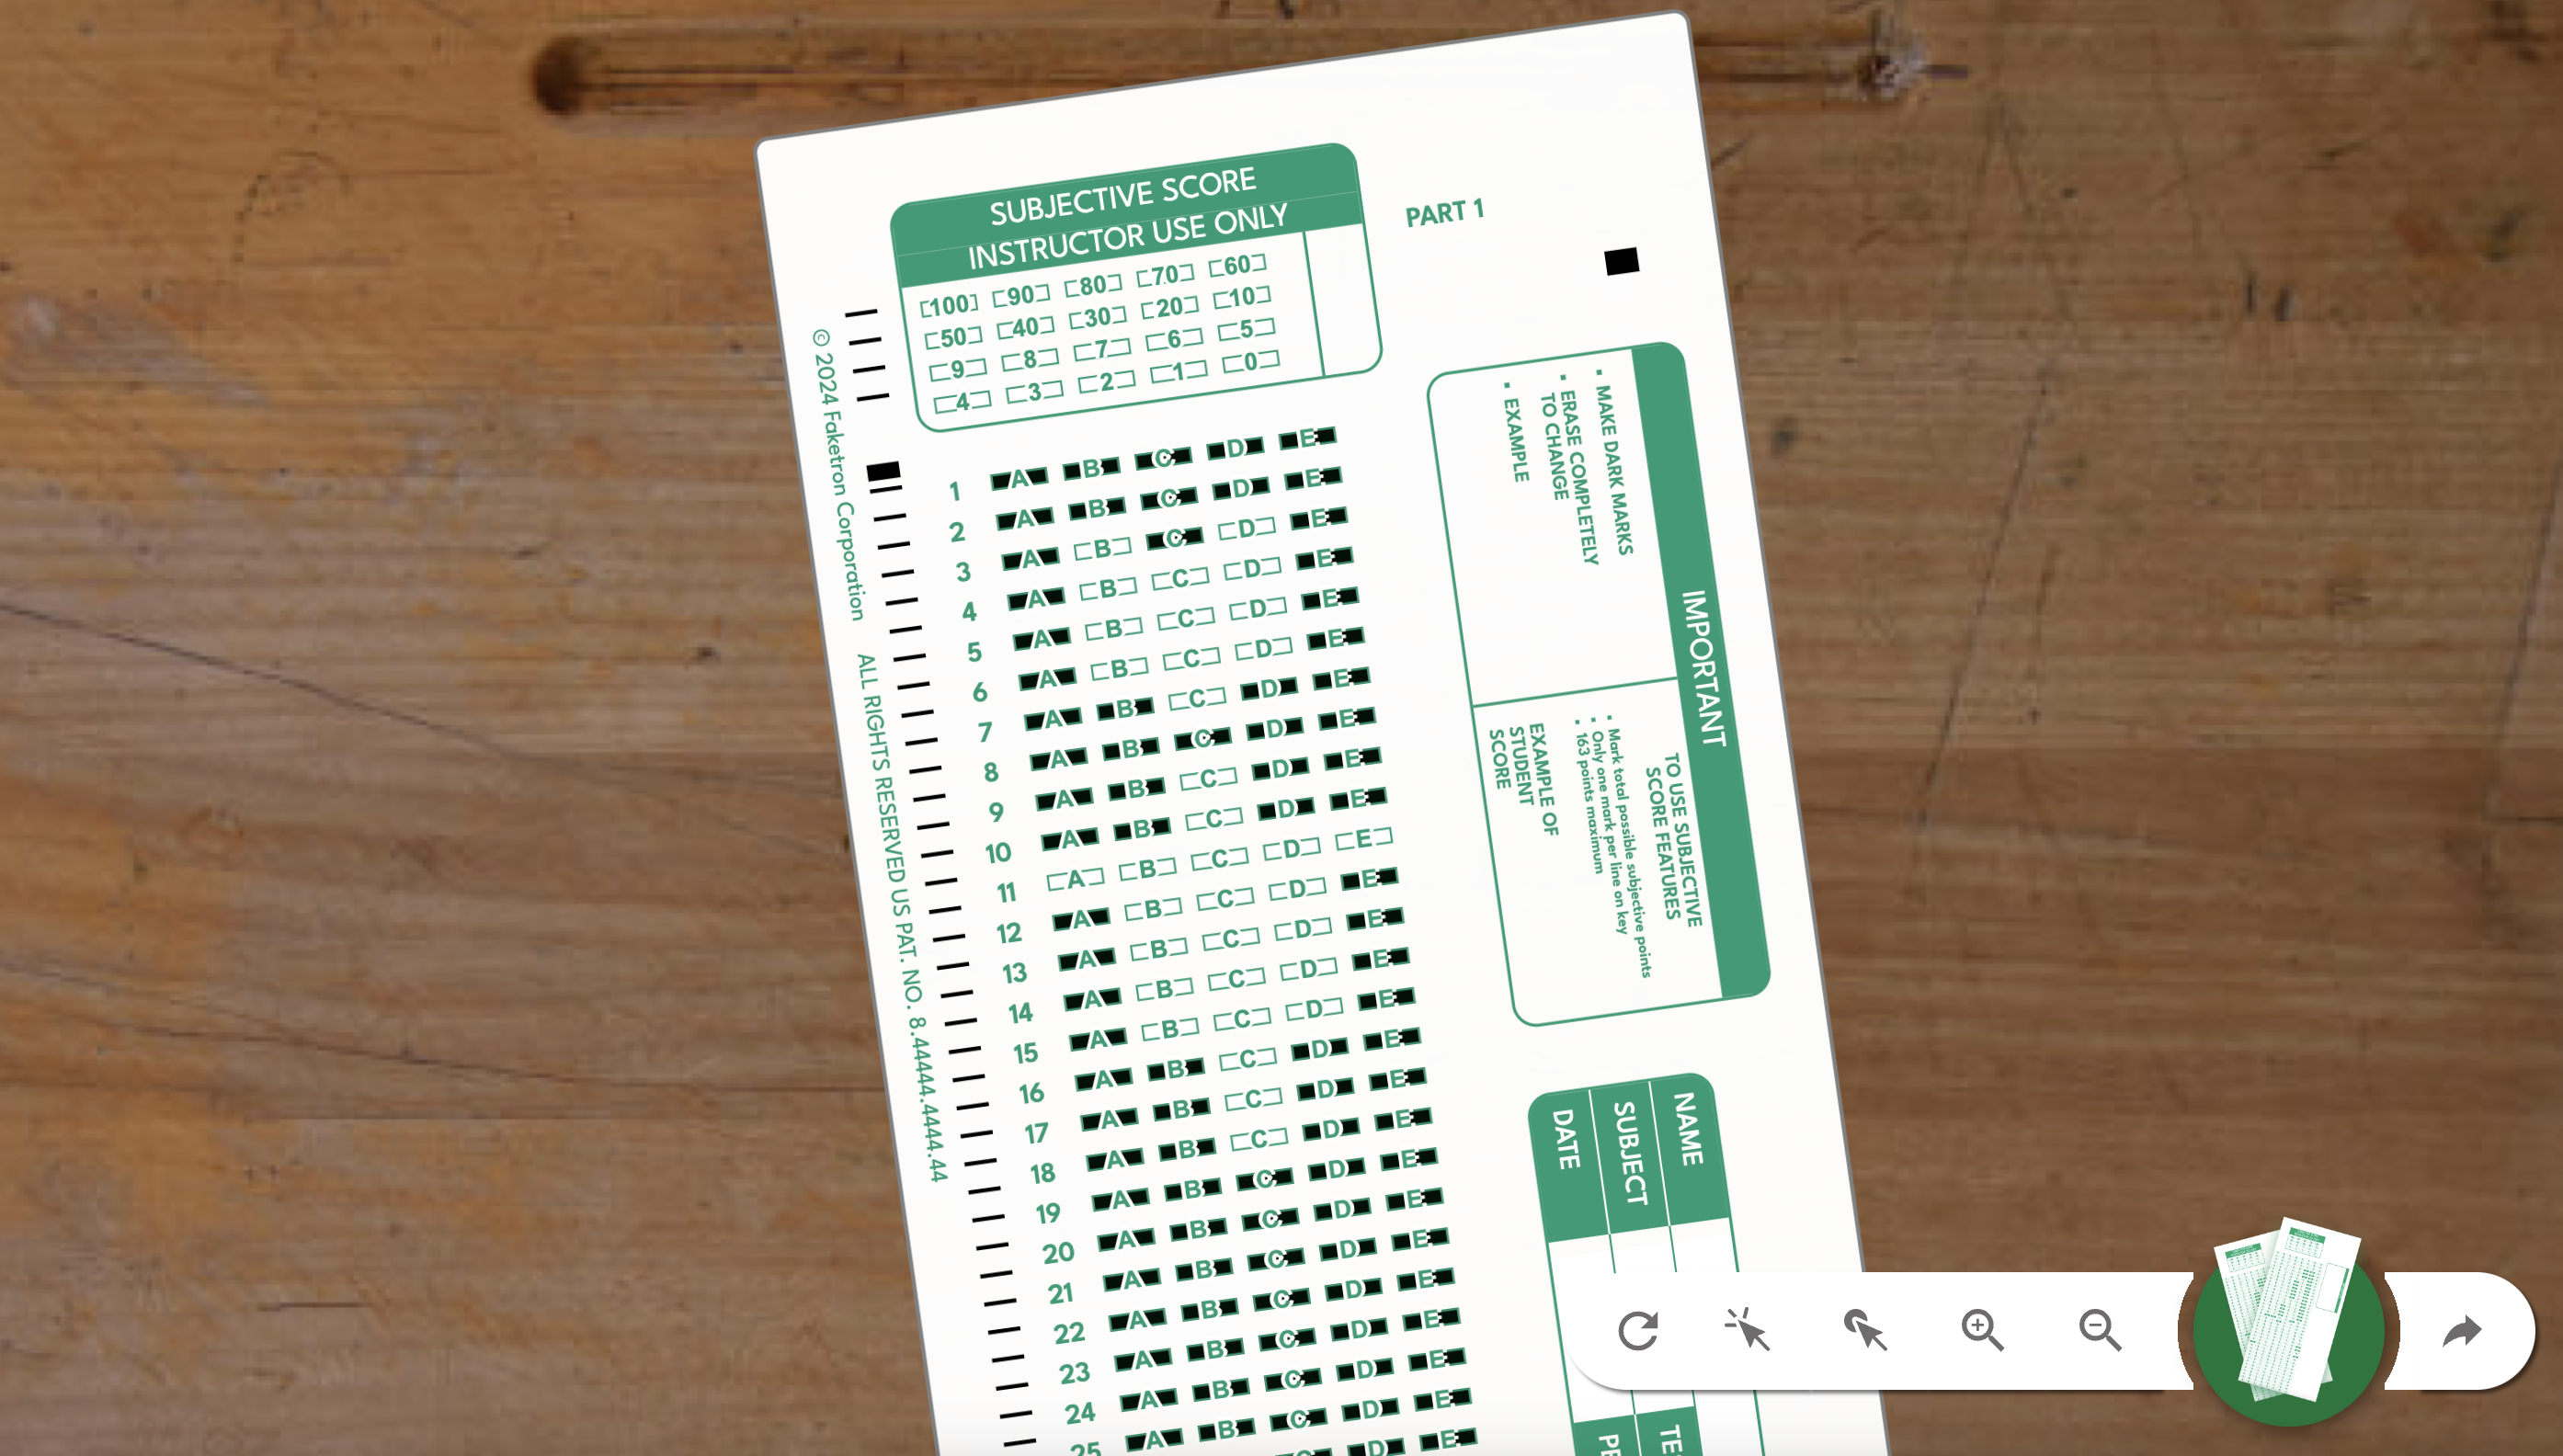 SUBJECTIVE SCORE
INSTRUCTOR USE ONLY
100 90 80 70 60
50 40 30 20 10
9 8 7 6 5
4 3 2 1 0
PART 1
© 2024 Faketron Corporation ALL RIGHTS RESERVED US PAT. NO. 8.44444.4444.44
1 A B C D E
2 A B C D E
3 A B C D E
4 A B C D E
5 A B C D E
6 A B C D E
7 A B C D E
8 A B C D E
9 A B C D E
10 A B C D E
11 A B C D E
12 A B C D E
13 A B C D E
14 A B C D E
15 A B C D E
16 A B C D E
17 A B C D E
18 A B C D E
19 A B C D E
20 A B C D E
21 A B C D E
22 A B C D E
23 A B C D E
24 A B C D E
25 A B C D E
IMPORTANT
• MAKE DARK MARKS
• ERASE COMPLETELY
TO CHANGE
• EXAMPLE
TO USE SUBJECTIVE
SCORE FEATURES
• Mark total possible subjective points
• Only one mark per line on key
• 163 points maximum
EXAMPLE OF
STUDENT
SCORE
NAME
SUBJECT
DATE